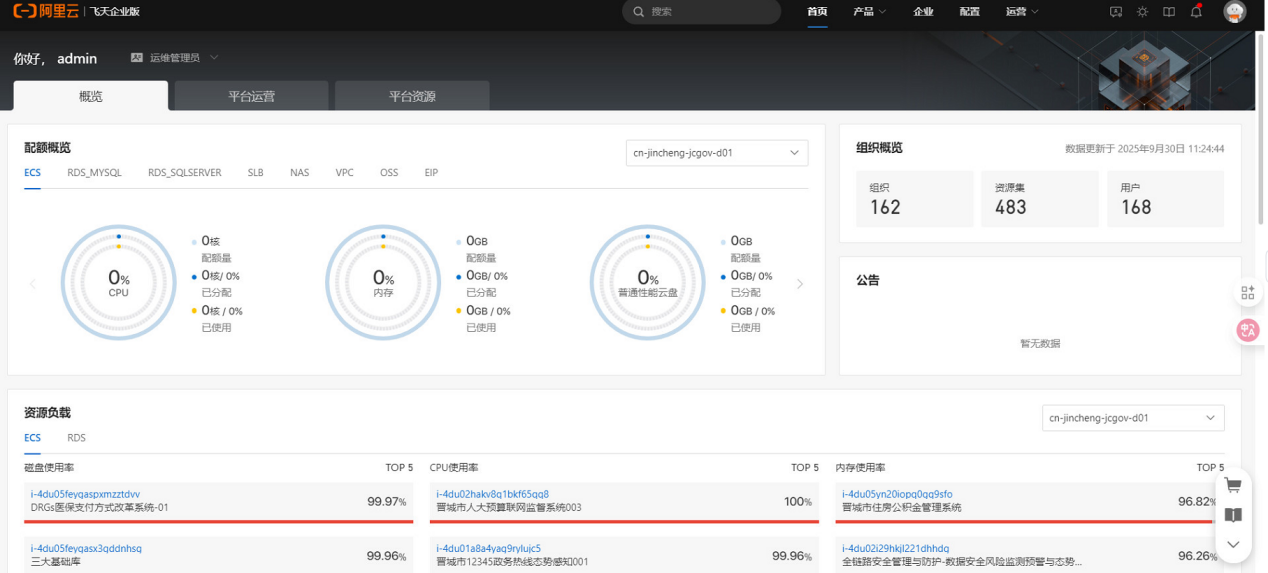 阿里云 | 飞天企业版
搜索
首页 产品 企业 配置 运营
你好， admin 运维管理员
概览 平台运营 平台资源
配额概览
cn-jincheng-jcgov-d01
ECS RDS_MYSQL RDS_SQLSERVER SLB NAS VPC OSS EIP
0%
CPU
0核
配额量
0核/ 0%
已分配
0核 / 0%
已使用
0%
内存
0GB
配额量
0GB/ 0%
已分配
0GB / 0%
已使用
0%
普通性能云盘
0GB
配额量
0GB/ 0%
已分配
0GB / 0%
已使用
组织概览
数据更新于 2025年9月30日 11:24:44
组织
162
资源集
483
用户
168
公告
暂无数据
资源负载
cn-jincheng-jcgov-d01
ECS RDS
磁盘使用率 TOP 5
i-4du05feyqaspxmzztdvv
DRGs医保支付方式改革系统-01
99.97%
i-4du05feyqasx3qddnhsq
三大基础库
99.96%
CPU使用率 TOP 5
i-4du02hakv8q1bkf65qq8
晋城市人大预算联网监督系统003
100%
i-4du01a8a4yaq9rylujc5
晋城市12345政务热线态势感知001
99.96%
内存使用率 TOP 5
i-4du05yn20iopq0qq9sfo
晋城市住房公积金管理系统
96.82%
i-4du02i29hkjl221dhhdq
全链路安全管理与防护-数据安全风险监测预警与态势...
96.26%